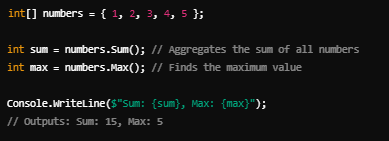 int[] numbers = { 1, 2, 3, 4, 5 };
int sum = numbers.Sum(); // Aggregates the sum of all numbers
int max = numbers.Max(); // Finds the maximum value
Console.WriteLine($"Sum: {sum}, Max: {max}");
// Outputs: Sum: 15, Max: 5